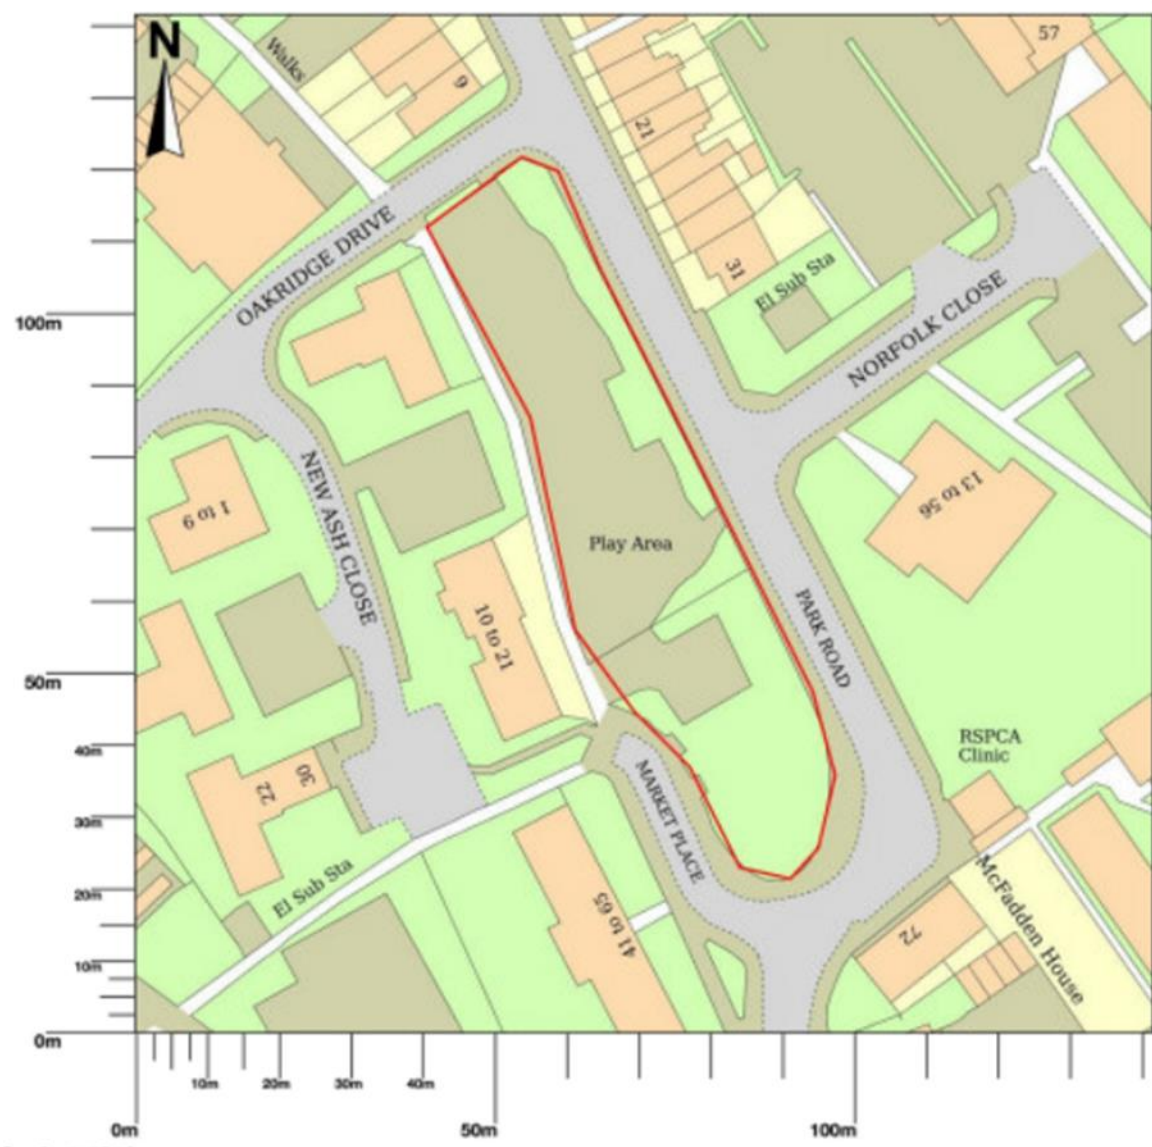 N
Walks
9
21
57
OAKRIDGE DRIVE
31
El Sub Sta
NORFOLK CLOSE
100m
NEW ASH CLOSE
1 to 9
13 to 56
Play Area
10 to 21
PARK ROAD
50m
40m
30m
20m
10m
0m
RSPCA
Clinic
22
30
MARKET PLACE
El Sub Sta
41 to 65
72
McFadden House
10m 20m 30m 40m
0m 50m 100m